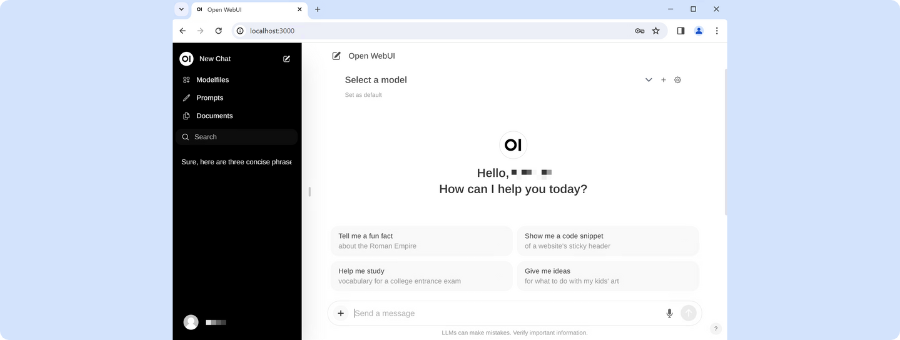 Open WebUI
localhost:3000
OI New Chat
Modelfiles
Prompts
Documents
Search
Sure, here are three concise phrase
Open WebUI
Select a model
Set as default
OI
Hello,
How can I help you today?
Tell me a fun fact
about the Roman Empire
Show me a code snippet
of a website's sticky header
Help me study
vocabulary for a college entrance exam
Give me ideas
for what to do with my kids' art
Send a message
LLMs can make mistakes. Verify important information.
?